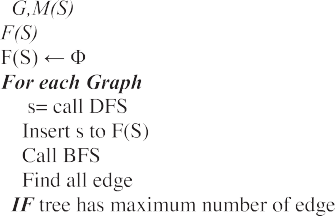 G,M(S)
F(S)
F(S) ← Φ
For each Graph
s= call DFS
Insert s to F(S)
Call BFS
Find all edge
IF tree has maximum number of edge